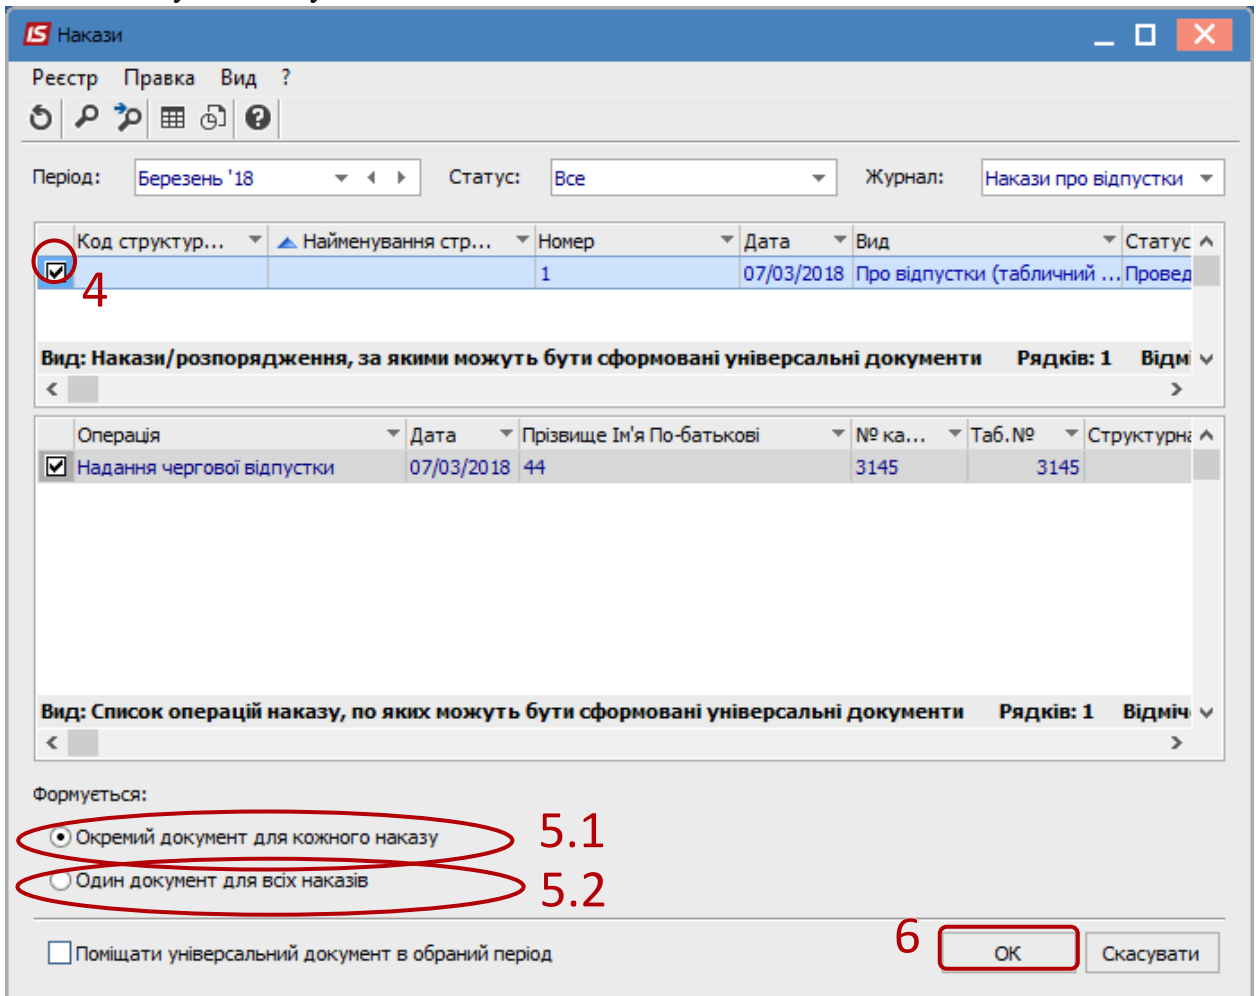 IS Накази
Реєстр Правка Вид ?
Період: Березень '18 Статус: Все Журнал: Накази про відпустки
Код структур... Найменування стр... Номер Дата Вид Статус
1 07/03/2018 Про відпустки (табличний ... Провед
4
Вид: Накази/розпорядження, за якими можуть бути сформовані універсальні документи Рядків: 1 Відмі
Операція Дата Прізвище Ім'я По-батькові № ка... Таб.№ Структурна
Надання чергової відпустки 07/03/2018 44 3145 3145
Вид: Список операцій наказу, по яких можуть бути сформовані універсальні документи Рядків: 1 Відміч
Формується:
Окремий документ для кожного наказу 5.1
Один документ для всіх наказів 5.2
Поміщати універсальний документ в обраний період 6 OK Скасувати